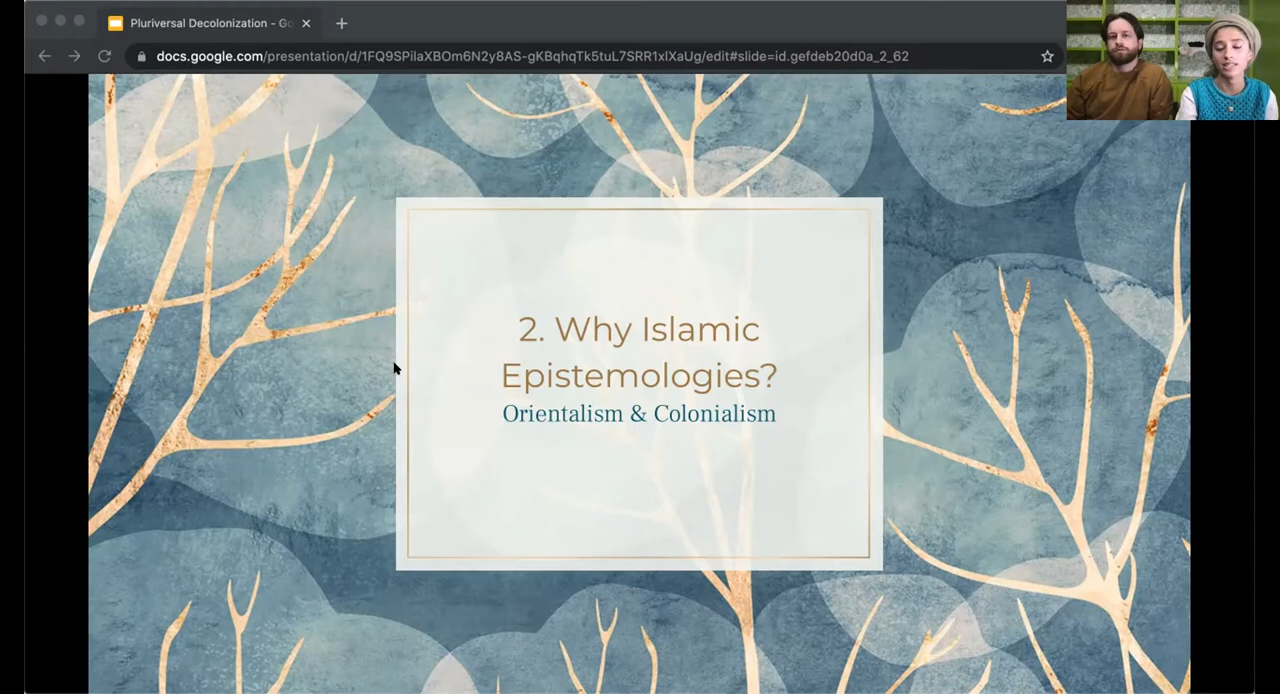 Pluriversal Decolonization - Go
docs.google.com/presentation/d/1FQ9SPilaXBOm6N2y8AS-gKBqhqTk5tuL7SRR1xlXaUg/edit#slide=id.gefdeb20d0a_2_62
2. Why Islamic
Epistemologies?
Orientalism & Colonialism